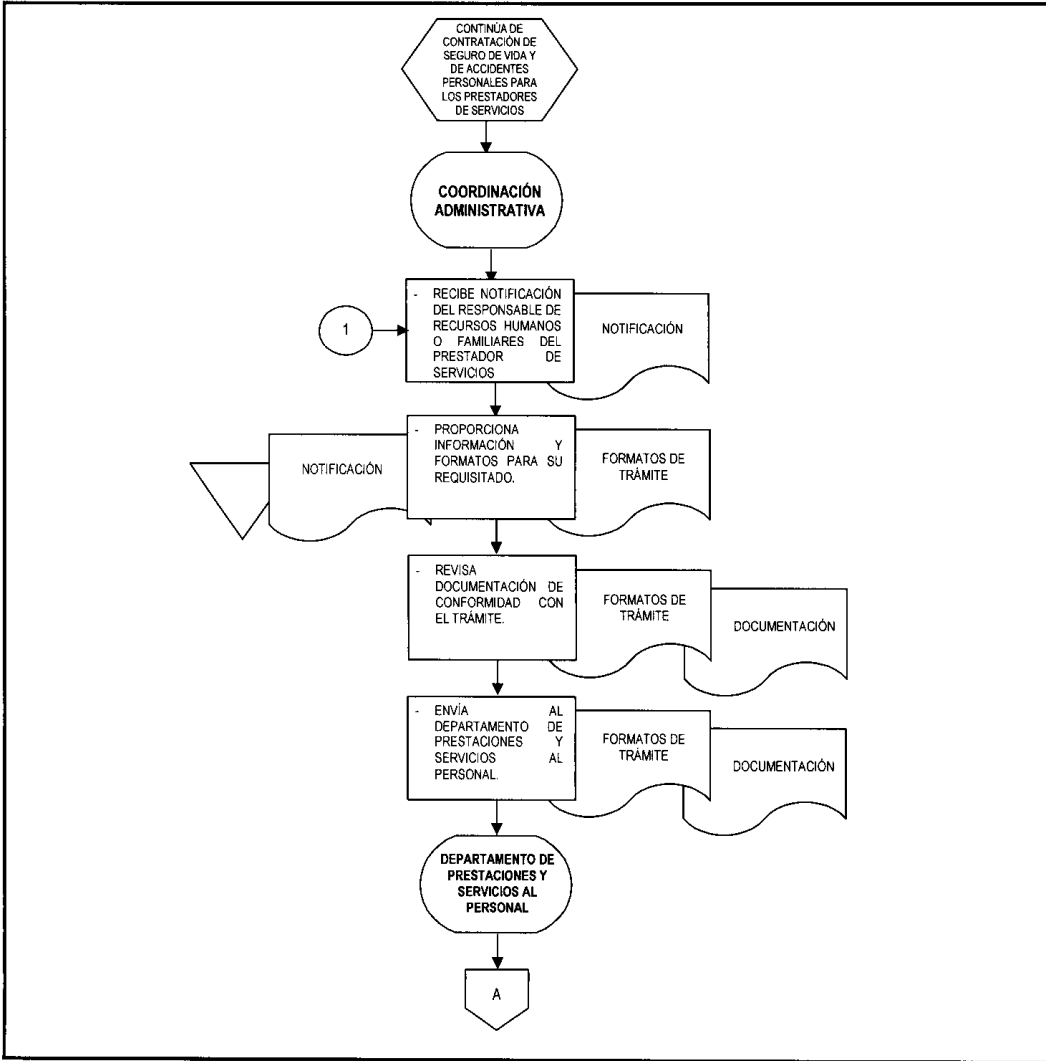 CONTINÚA DE
CONTRATACIÓN DE
SEGURO DE VIDA Y
DE ACCIDENTES
PERSONALES PARA
LOS PRESTADORES
DE SERVICIOS
COORDINACIÓN
ADMINISTRATIVA
1
- RECIBE NOTIFICACIÓN
DEL RESPONSABLE DE
RECURSOS HUMANOS
O FAMILIARES DEL
PRESTADOR DE
SERVICIOS
NOTIFICACIÓN
NOTIFICACIÓN
- PROPORCIONA
INFORMACIÓN Y
FORMATOS PARA SU
REQUISITADO.
FORMATOS DE
TRÁMITE
- REVISA
DOCUMENTACIÓN DE
CONFORMIDAD CON
EL TRÁMITE.
FORMATOS DE
TRÁMITE
DOCUMENTACIÓN
- ENVÍA AL
DEPARTAMENTO DE
PRESTACIONES Y
SERVICIOS AL
PERSONAL.
FORMATOS DE
TRÁMITE
DOCUMENTACIÓN
DEPARTAMENTO DE
PRESTACIONES Y
SERVICIOS AL
PERSONAL
A